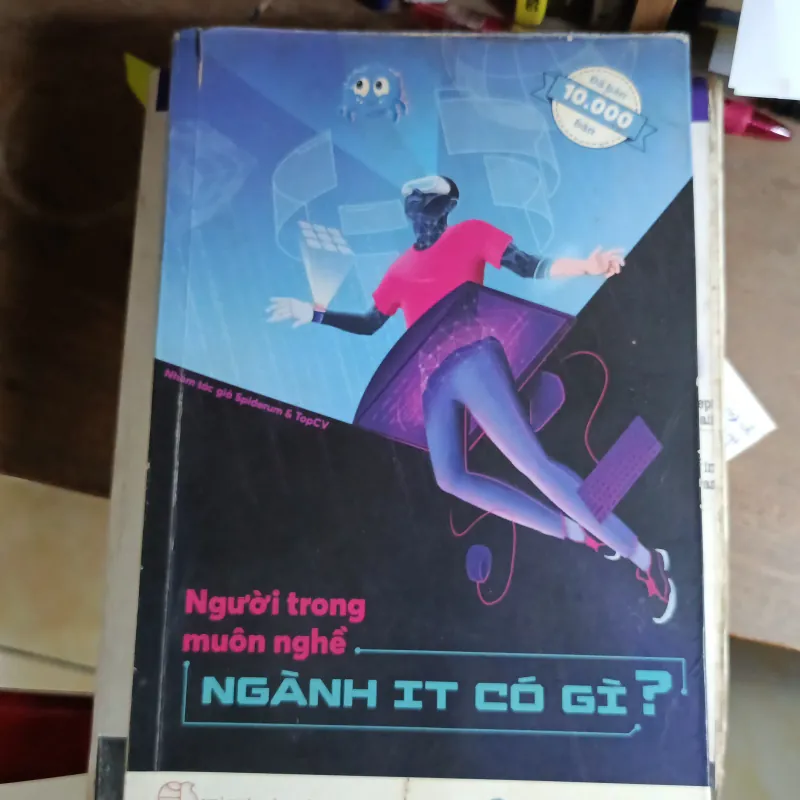 Đã bán
10.000
bản
Nhóm tác giả Spiderum & TopCV
Người trong
muôn nghề
NGÀNH IT CÓ GÌ?